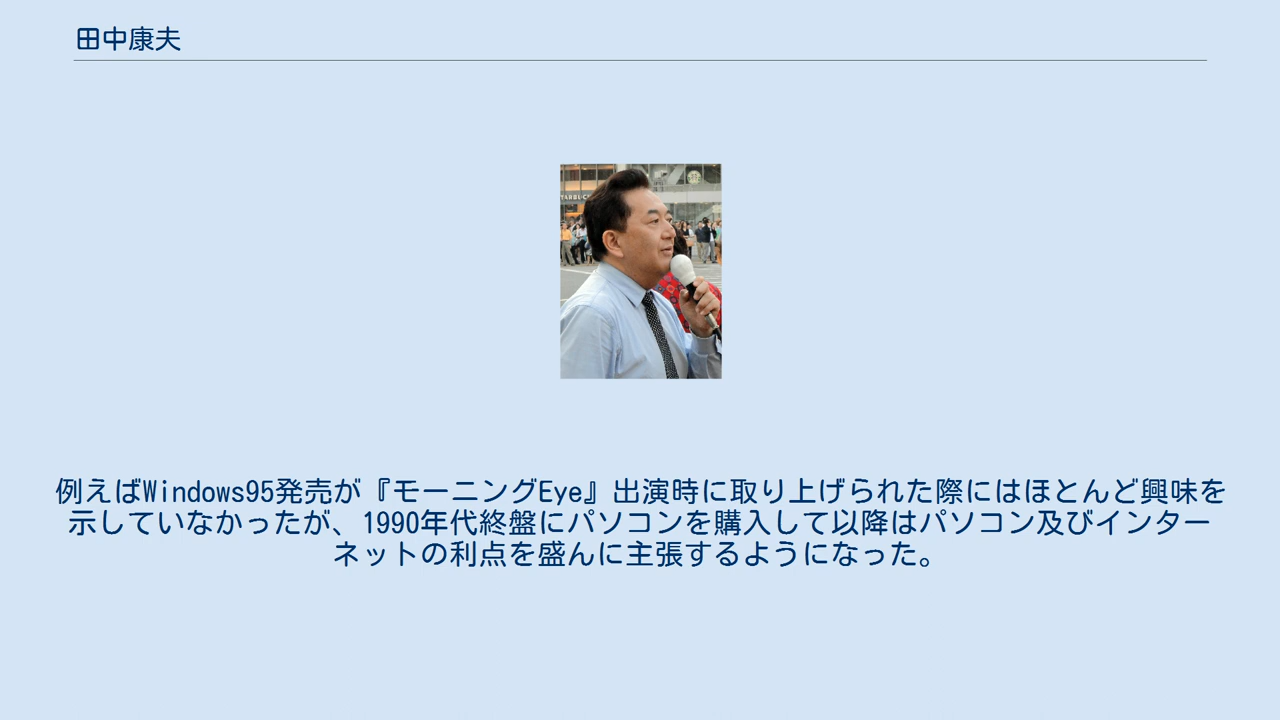 田中康夫
例えばWindows95発売が『モーニングEye』出演時に取り上げられた際にはほとんど興味を
示していなかったが、1990年代終盤にパソコンを購入して以降はパソコン及びインター
ネットの利点を盛んに主張するようになった。